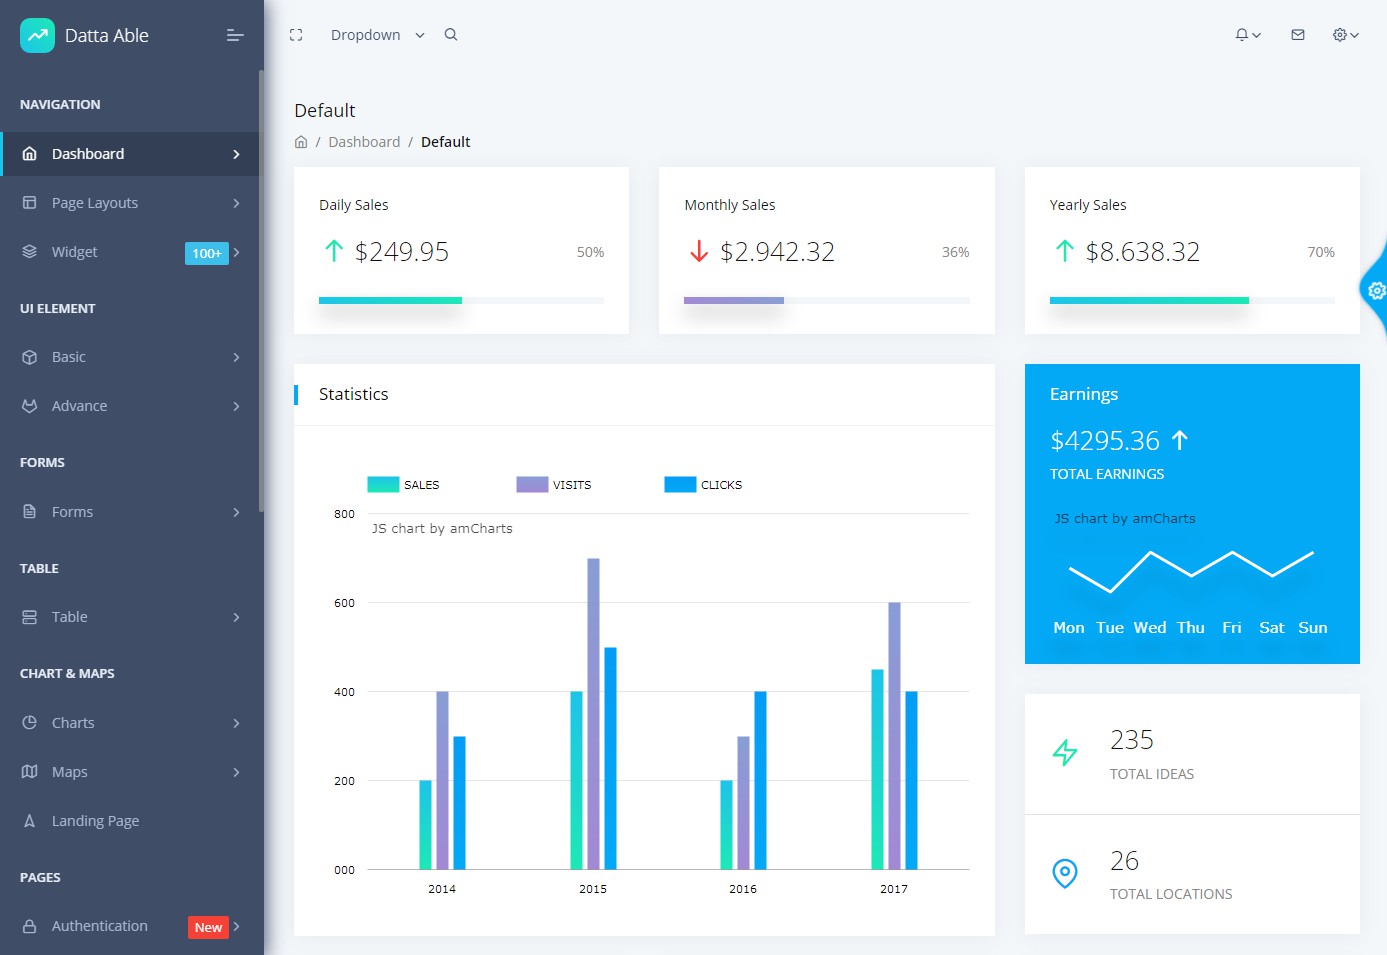 Datta Able
NAVIGATION
Dashboard
Page Layouts
Widget 100+
UI ELEMENT
Basic
Advance
FORMS
Forms
TABLE
Table
CHART & MAPS
Charts
Maps
Landing Page
PAGES
Authentication New
Dropdown
Default
/ Dashboard / Default
Daily Sales
$249.95 50%
Monthly Sales
$2.942.32 36%
Yearly Sales
$8.638.32 70%
Statistics
SALES VISITS CLICKS
JS chart by amCharts
800
600
400
200
000
2014 2015 2016 2017
Earnings
$4295.36
TOTAL EARNINGS
JS chart by amCharts
Mon Tue Wed Thu Fri Sat Sun
235
TOTAL IDEAS
26
TOTAL LOCATIONS